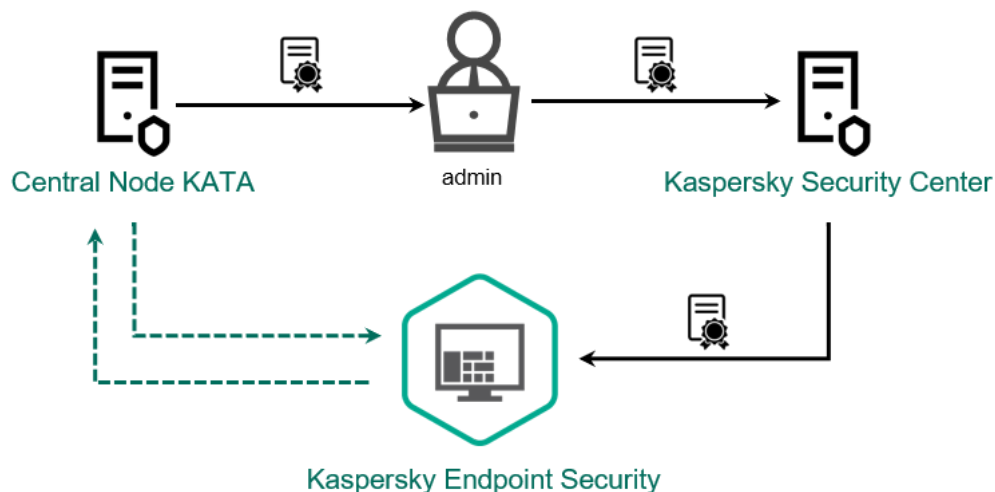 Central Node KATA
admin
Kaspersky Security Center
Kaspersky Endpoint Security